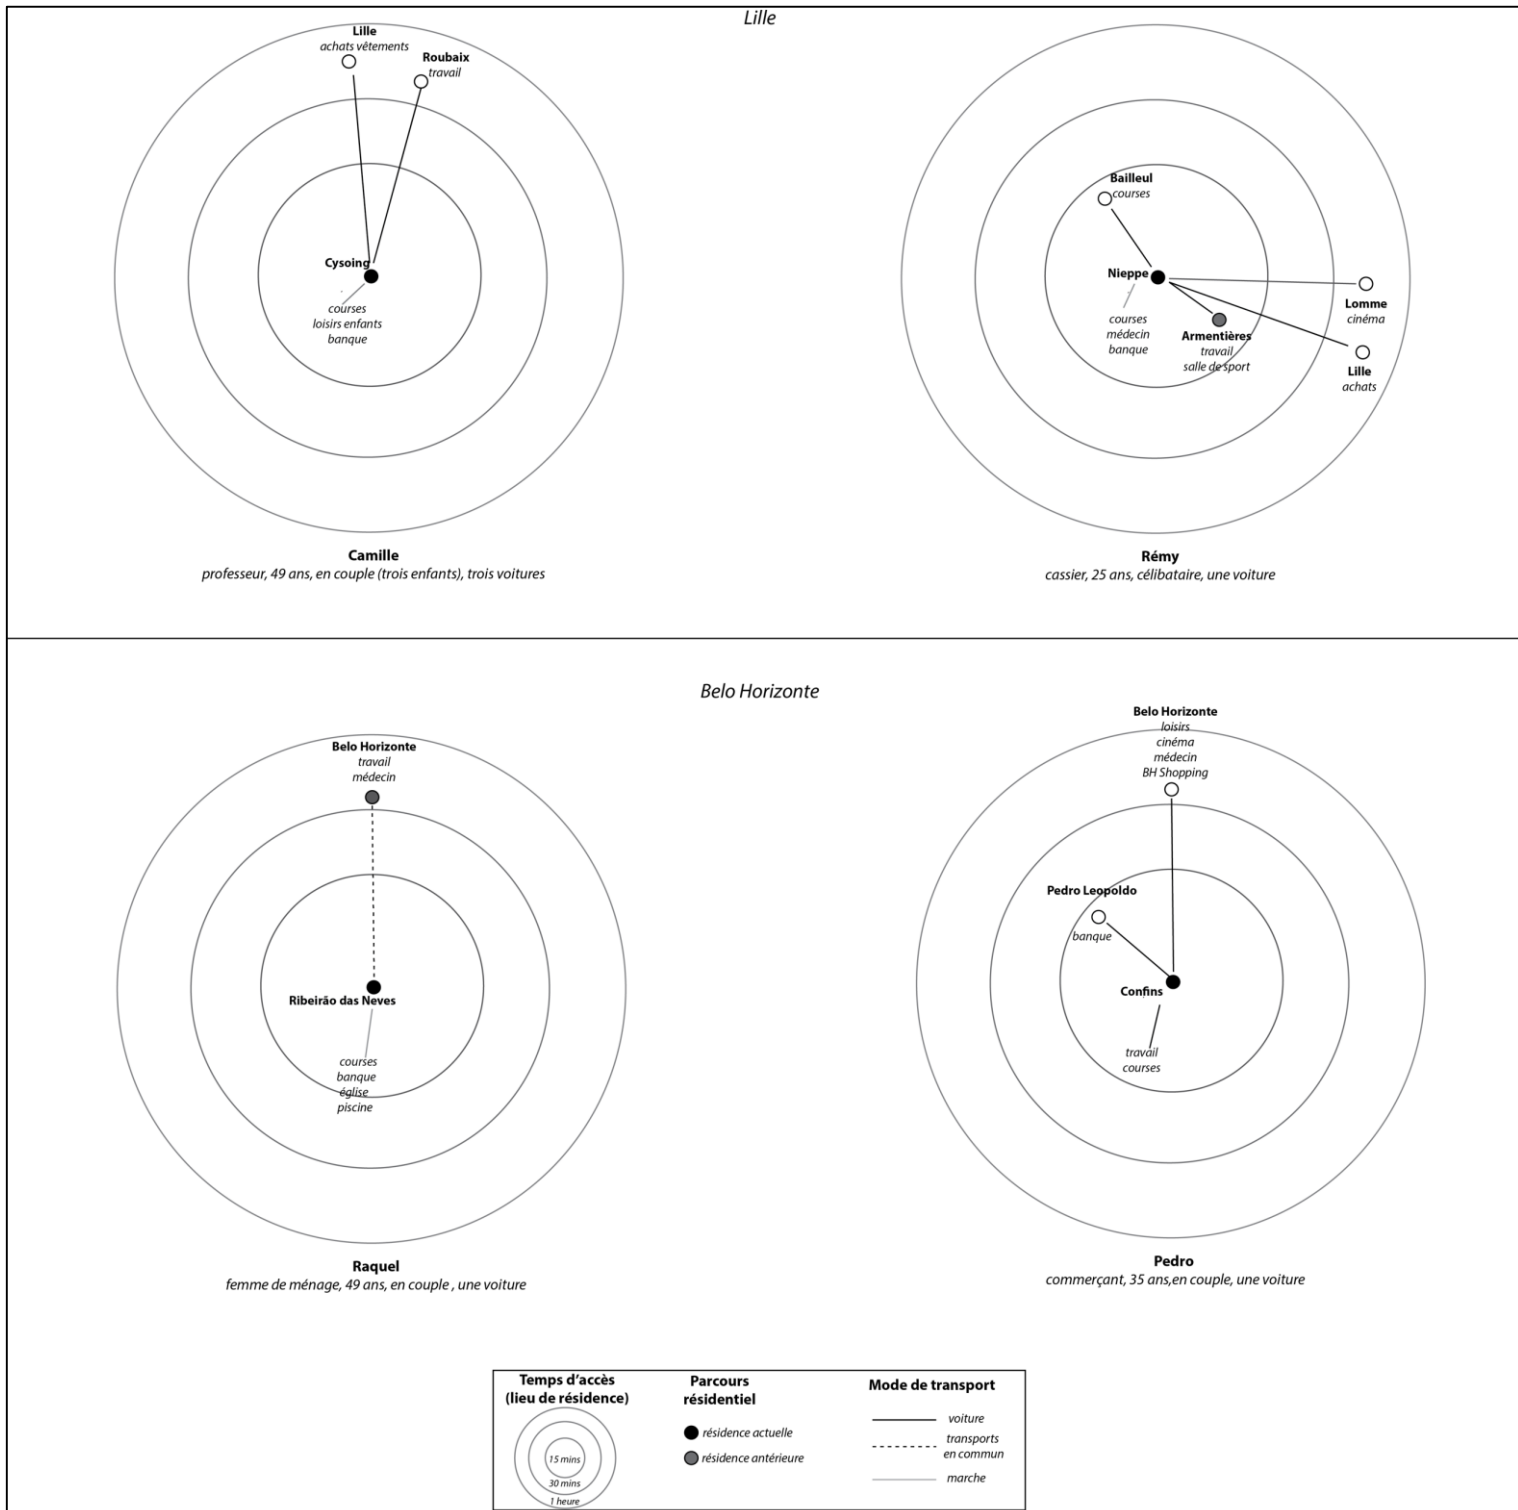 Lille
Lille
achats vêtements
Roubaix
travail
Cysoing
courses
loisirs enfants
banque
Camille
professeur, 49 ans, en couple (trois enfants), trois voitures
Bailleul
courses
Nieppe
courses
médecin
banque
Armentières
travail
salle de sport
Lomme
cinéma
Lille
achats
Rémy
cassier, 25 ans, célibataire, une voiture
Belo Horizonte
Belo Horizonte
travail
médecin
Ribeirão das Neves
courses
banque
église
piscine
Raquel
femme de ménage, 49 ans, en couple , une voiture
Belo Horizonte
loisirs
cinéma
médecin
BH Shopping
Pedro Leopoldo
banque
Confins
travail
courses
Pedro
commerçant, 35 ans,en couple, une voiture
Temps d'accès
(lieu de résidence)
15 mins
30 mins
1 heure
Parcours
résidentiel
résidence actuelle
résidence antérieure
Mode de transport
voiture
transports
en commun
marche